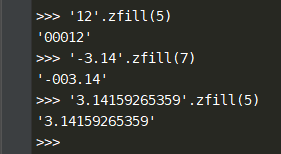 >>> '12'.zfill(5)
'00012'
>>> '-3.14'.zfill(7)
'-003.14'
>>> '3.14159265359'.zfill(5)
'3.14159265359'
>>>